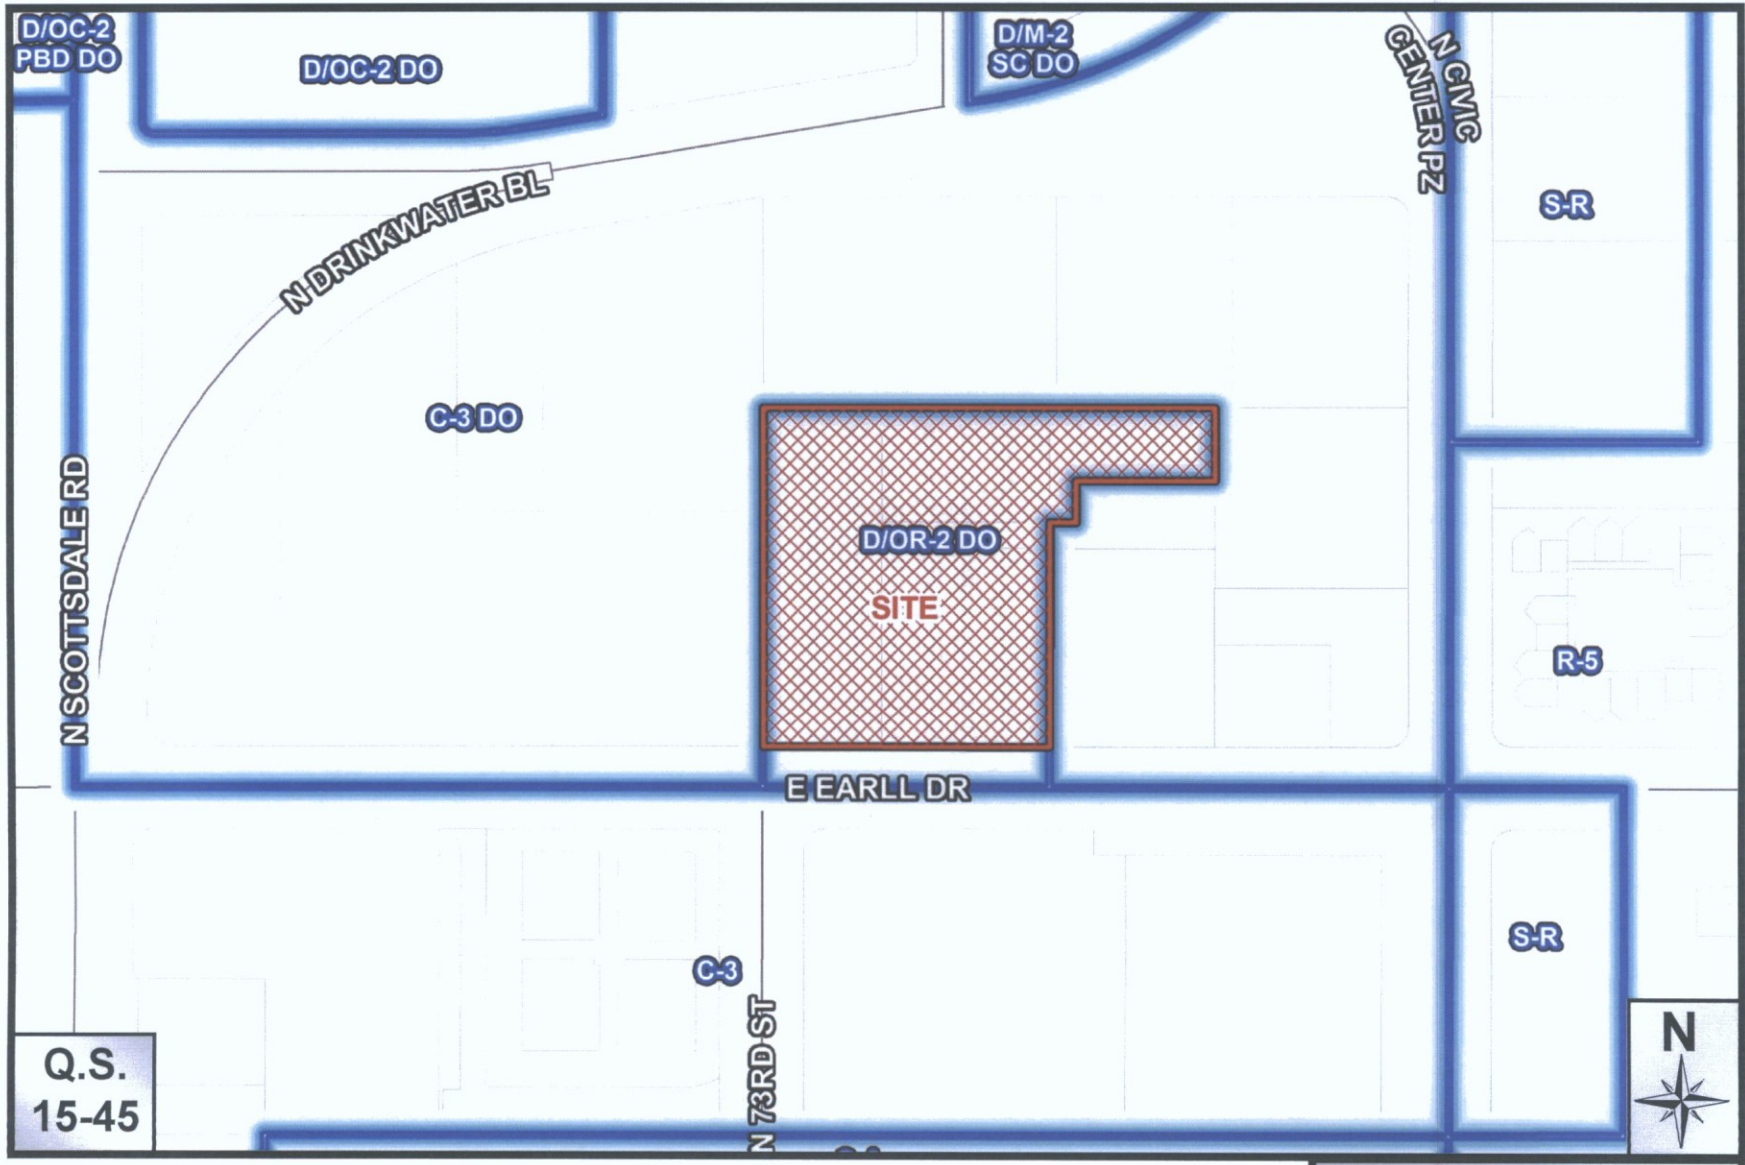 D/OC-2
PBD DO
D/OC-2 DO
D/M-2
SC DO
N CIVIC
CENTER PZ
S-R
N DRINKWATER BL
C-3 DO
N SCOTTSDALE RD
D/OR-2 DO
SITE
R-5
E EARLL DR
S-R
C-3
N 73RD ST
Q.S.
15-45
N